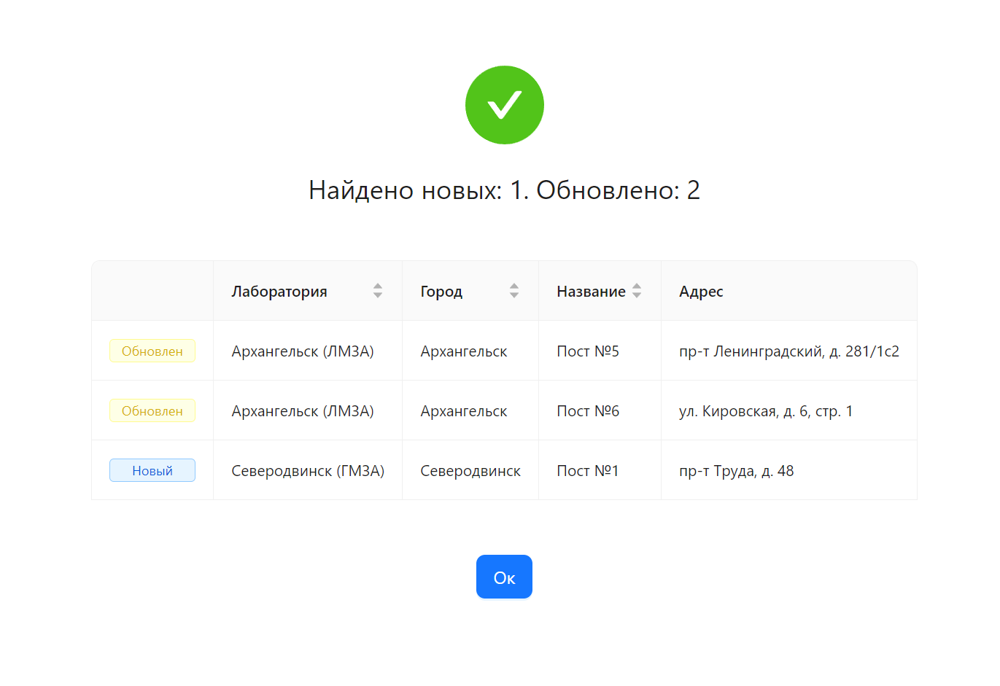 Найдено новых: 1. Обновлено: 2
Лаборатория Город Название Адрес
Обновлен Архангельск (ЛМЗА) Архангельск Пост №5 пр-т Ленинградский, д. 281/1с2
Обновлен Архангельск (ЛМЗА) Архангельск Пост №6 ул. Кировская, д. 6, стр. 1
Новый Северодвинск (ГМЗА) Северодвинск Пост №1 пр-т Труда, д. 48
Ок